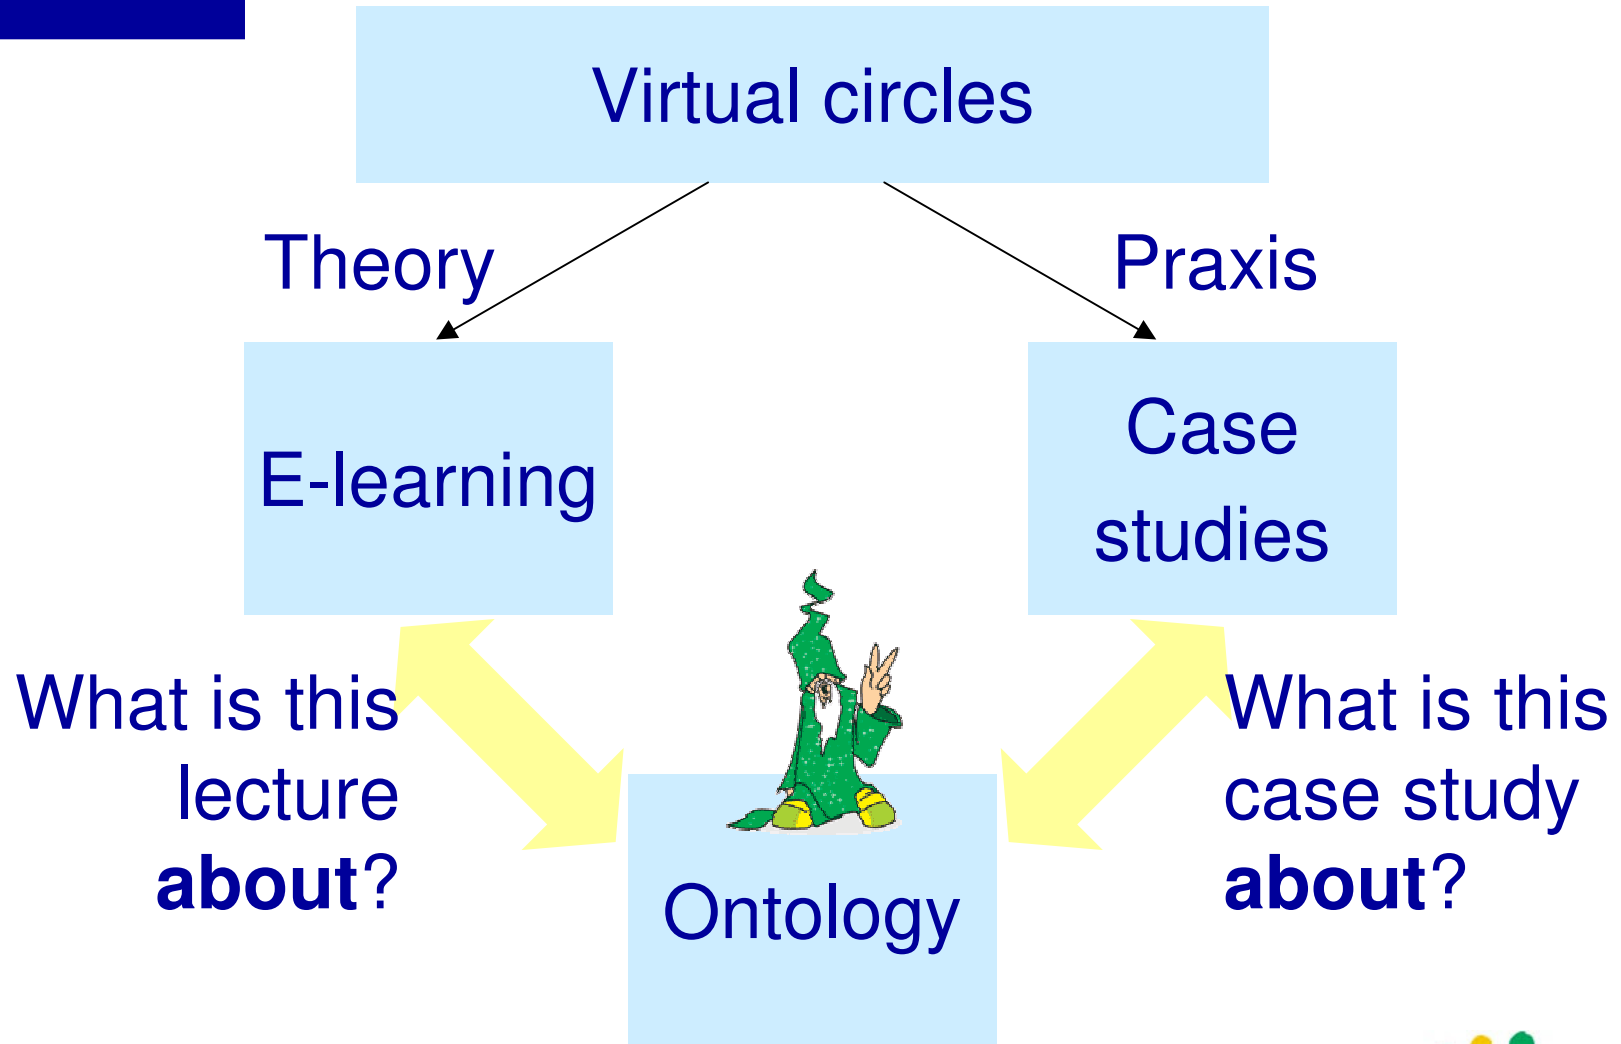 Virtual circles
Theory
Praxis
E-learning
Case
studies
What is this
lecture
about?
What is this
case study
about?
Ontology